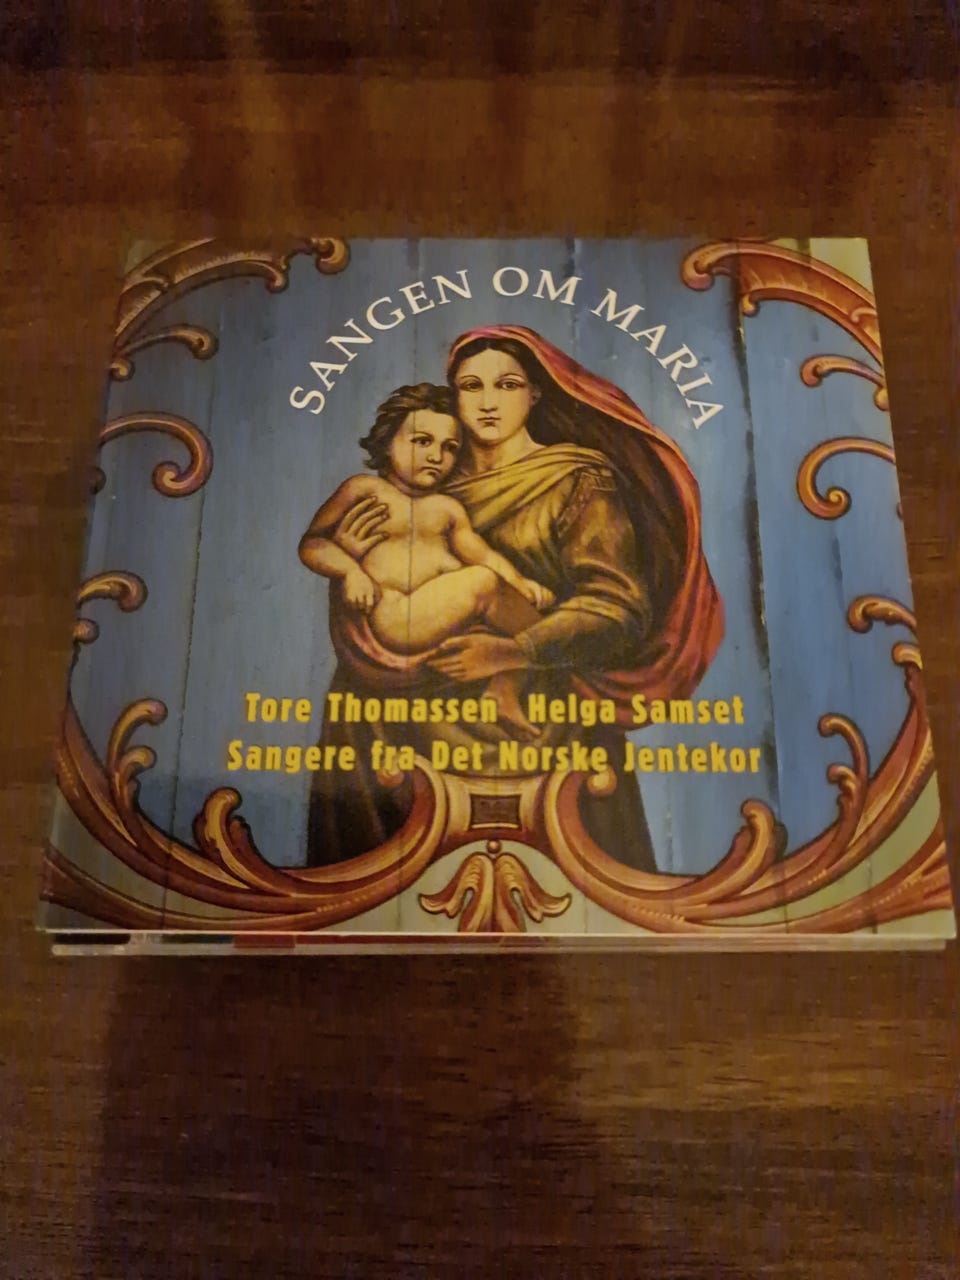 SANGEN OM MARIA
Tore Thomassen Helga Samset
Sangere fra Det Norske Jentekor